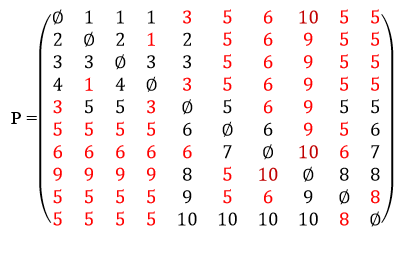 ∅ 1 1 1 3 5 6 10 5 5
2 ∅ 2 1 2 5 6 9 5 5
3 3 ∅ 3 3 5 6 9 5 5
4 1 4 ∅ 3 5 6 9 5 5
P = 3 5 5 3 ∅ 5 6 9 5 5
5 5 5 5 6 ∅ 6 9 5 6
6 6 6 6 6 7 ∅ 10 6 7
9 9 9 9 8 5 10 ∅ 8 8
5 5 5 5 9 5 6 9 ∅ 8
5 5 5 5 10 10 10 10 8 ∅